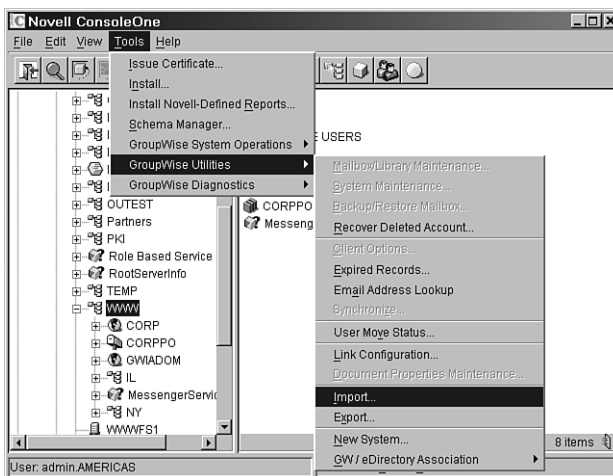 Novell ConsoleOne
File Edit View Tools Help
Issue Certificate...
Install...
Install Novell-Defined Reports...
Schema Manager...
GroupWise System Operations
GroupWise Utilities
GroupWise Diagnostics
E USERS
CORPPO
Messeng
Mailbox/Library Maintenance...
System Maintenance...
Backup/Restore Mailbox...
Recover Deleted Account...
Client Options...
Expired Records...
Email Address Lookup
Synchronize...
User Move Status...
Link Configuration...
Document Properties Maintenance...
Import...
Export...
New System...
GW / eDirectory Association
OUTEST
Partners
PKI
Role Based Service
RootServerInfo
TEMP
WWW
CORP
CORPPO
GWIADOM
IL
MessengerServic
NY
WWWFS1
8 items
User: admin.AMERICAS